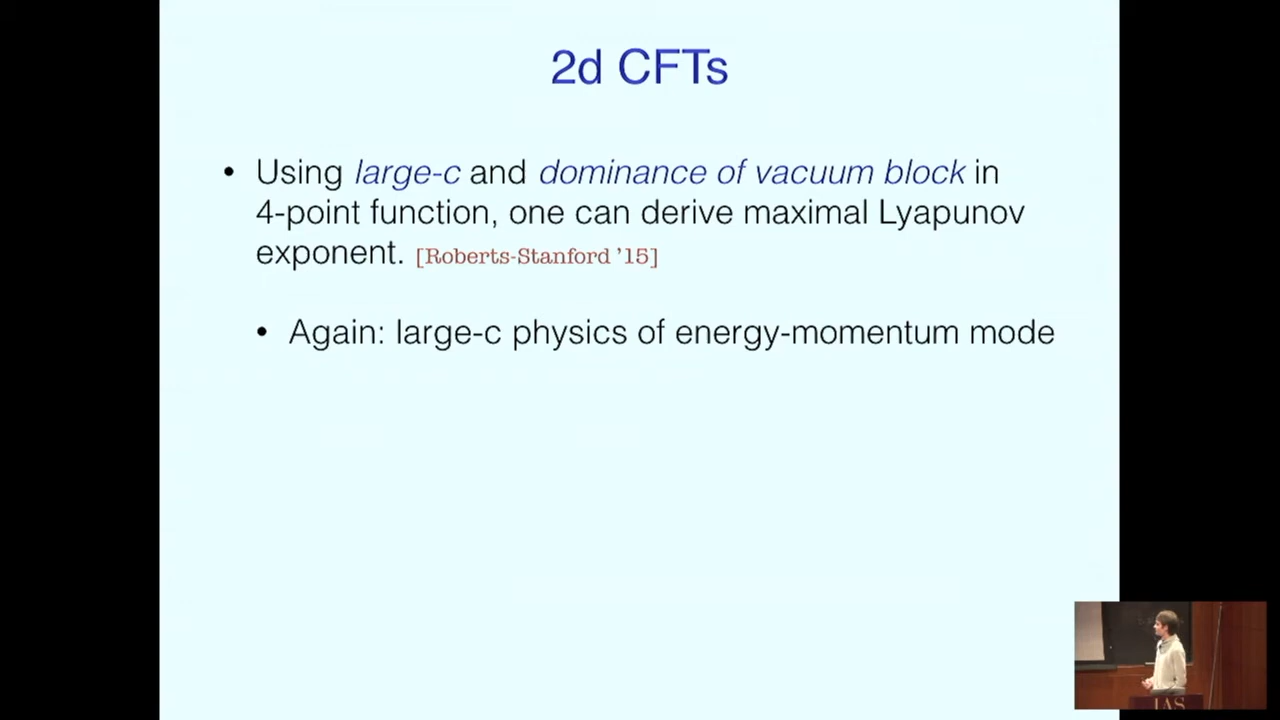 2d CFTs
• Using large-c and dominance of vacuum block in
4-point function, one can derive maximal Lyapunov
exponent. [Roberts-Stanford ’15]
• Again: large-c physics of energy-momentum mode
IAS